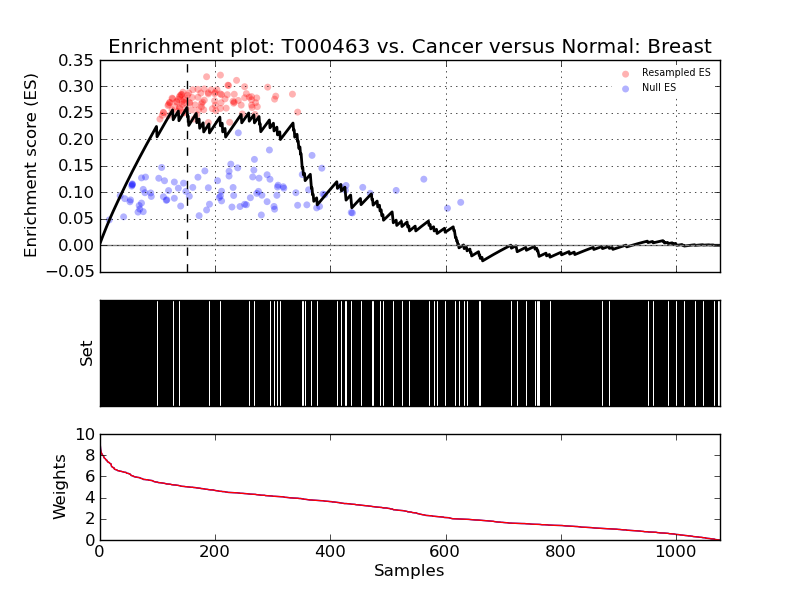 Enrichment plot: T000463 vs. Cancer versus Normal: Breast
Enrichment score (ES)
0.35
0.30
0.25
0.20
0.15
0.10
0.05
0.00
−0.05
Resampled ES
Null ES
Set
Weights
10
8
6
4
2
0
0 200 400 600 800 1000
Samples